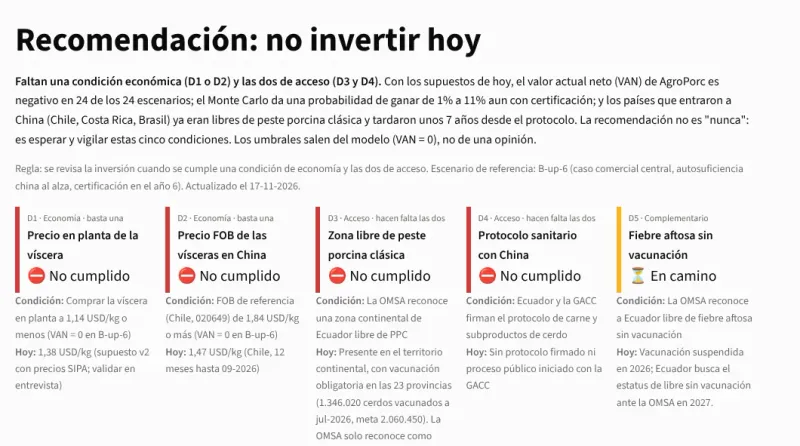 Recomendación: no invertir hoy
Faltan una condición económica (D1 o D2) y las dos de acceso (D3 y D4). Con los supuestos de hoy, el valor actual neto (VAN) de AgroPorc es
negativo en 24 de los 24 escenarios; el Monte Carlo da una probabilidad de ganar de 1% a 11% aun con certificación; y los países que entraron a
China (Chile, Costa Rica, Brasil) ya eran libres de peste porcina clásica y tardaron unos 7 años desde el protocolo. La recomendación no es "nunca":
es esperar y vigilar estas cinco condiciones. Los umbrales salen del modelo (VAN = 0), no de una opinión.
Regla: se revisa la inversión cuando se cumple una condición de economía y las dos de acceso. Escenario de referencia: B-up-6 (caso comercial central, autosuficiencia
china al alza, certificación en el año 6). Actualizado el 17-11-2026.
D1 · Economía · basta una
Precio en planta de la
víscera
⛔ No cumplido
Condición: Comprar la víscera
en planta a 1,14 USD/kg o
menos (VAN = 0 en B-up-6)
Hoy: 1,38 USD/kg (supuesto v2
con precios SIPA; validar en
entrevista)
D2 · Economía · basta una
Precio FOB de las
vísceras en China
⛔ No cumplido
Condición: FOB de referencia
(Chile, 020649) de 1,84 USD/kg
o más (VAN = 0 en B-up-6)
Hoy: 1,47 USD/kg (Chile, 12
meses hasta 09-2026)
D3 · Acceso · hacen falta las dos
Zona libre de peste
porcina clásica
⛔ No cumplido
Condición: La OMSA reconoce
una zona continental de
Ecuador libre de PPC
Hoy: Presente en el territorio
continental, con vacunación
obligatoria en las 23 provincias
(1.346.020 cerdos vacunados a
jul-2026, meta 2.060.450). La
OMSA solo reconoce como
D4 · Acceso · hacen falta las dos
Protocolo sanitario
con China
⛔ No cumplido
Condición: Ecuador y la GACC
firman el protocolo de carne y
subproductos de cerdo
Hoy: Sin protocolo firmado ni
proceso público iniciado con la
GACC
D5 · Complementario
Fiebre aftosa sin
vacunación
⏳ En camino
Condición: La OMSA reconoce
a Ecuador libre de fiebre aftosa
sin vacunación
Hoy: Vacunación suspendida
en 2026; Ecuador busca el
estatus de libre sin vacunación
ante la OMSA en 2027.